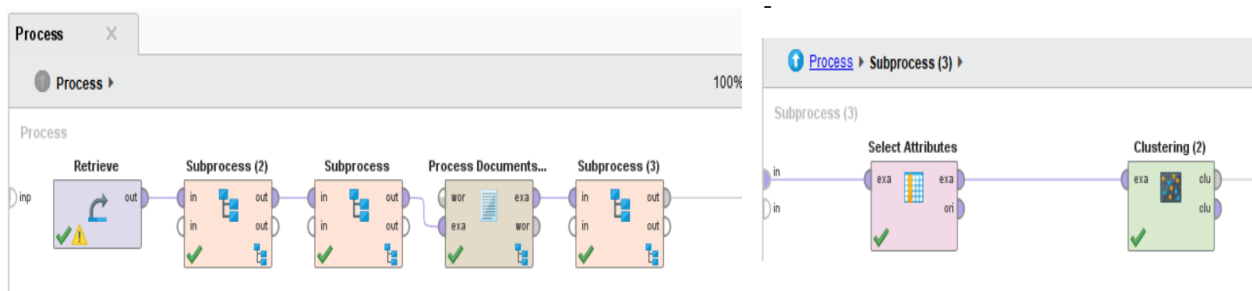 Process
Process
100%
Process
Retrieve
Subprocess (2)
Subprocess
Process Documents...
Subprocess (3)
inp
out
in
out
in
out
in
out
in
out
wor
exa
exa
wor
in
out
in
out
Process Subprocess (3)
Subprocess (3)
Select Attributes
Clustering (2)
in
in
exa
exa
ori
exa
clu
clu